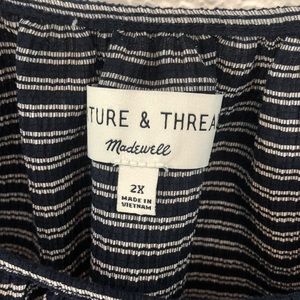 TURE & THREA
Madewell
2X
MADE IN
VIETNAM